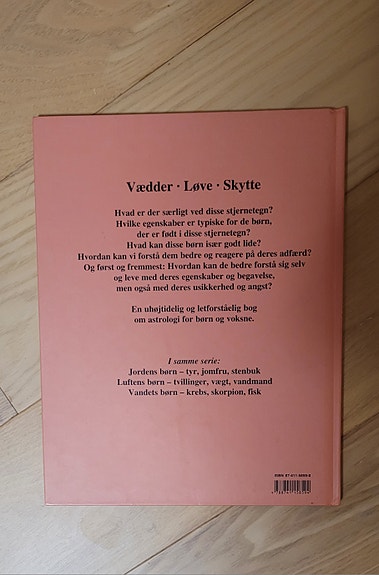 Vædder · Løve · Skytte
Hvad er der særligt ved disse stjernetegn?
Hvilke egenskaber er typiske for de børn,
der er født i disse stjernetegn?
Hvad kan disse børn især godt lide?
Hvordan kan vi forstå dem bedre og reagere på deres adfærd?
Og først og fremmest: Hvordan kan de bedre forstå sig selv
og leve med deres egenskaber og begavelse,
men også med deres usikkerhed og angst?
En uhøjtidelig og letforståelig bog
om astrologi for børn og voksne.
I samme serie:
Jordens børn – tyr, jomfru, stenbuk
Luftens børn – tvillinger, vægt, vandmand
Vandets børn – krebs, skorpion, fisk
ISBN